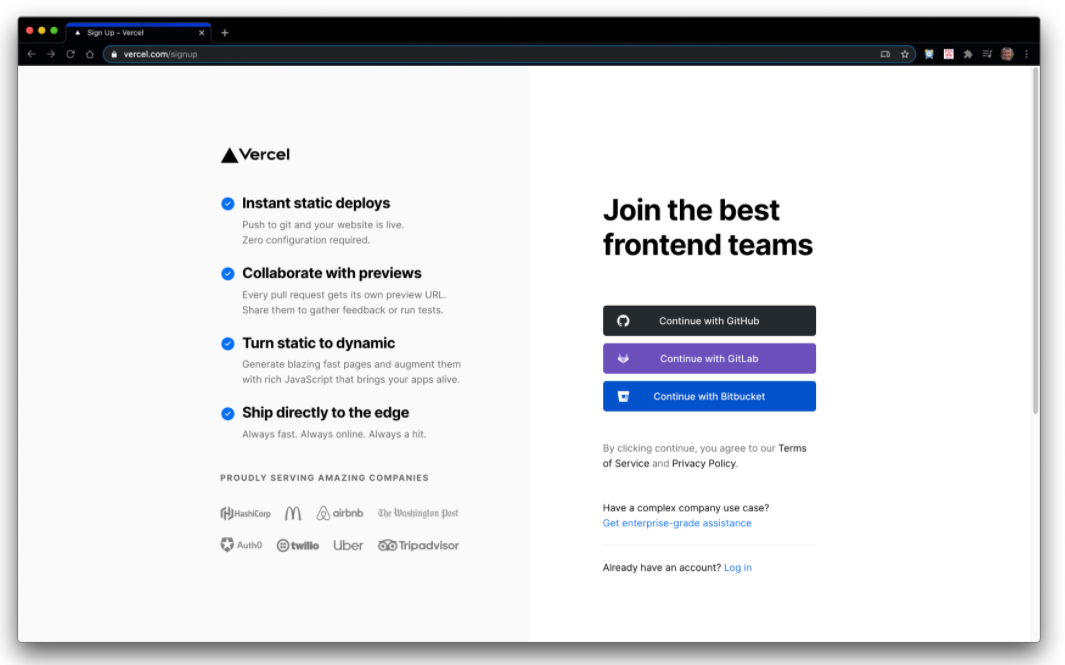 Sign Up – Vercel
vercel.com/signup
Vercel
Instant static deploys
Push to git and your website is live.
Zero configuration required.
Collaborate with previews
Every pull request gets its own preview URL.
Share them to gather feedback or run tests.
Turn static to dynamic
Generate blazing fast pages and augment them
with rich JavaScript that brings your apps alive.
Ship directly to the edge
Always fast. Always online. Always a hit.
PROUDLY SERVING AMAZING COMPANIES
HashiCorp airbnb The Washington Post
Auth0 twilio Uber Tripadvisor
Join the best
frontend teams
Continue with GitHub
Continue with GitLab
Continue with Bitbucket
By clicking continue, you agree to our Terms
of Service and Privacy Policy.
Have a complex company use case?
Get enterprise-grade assistance
Already have an account? Log in